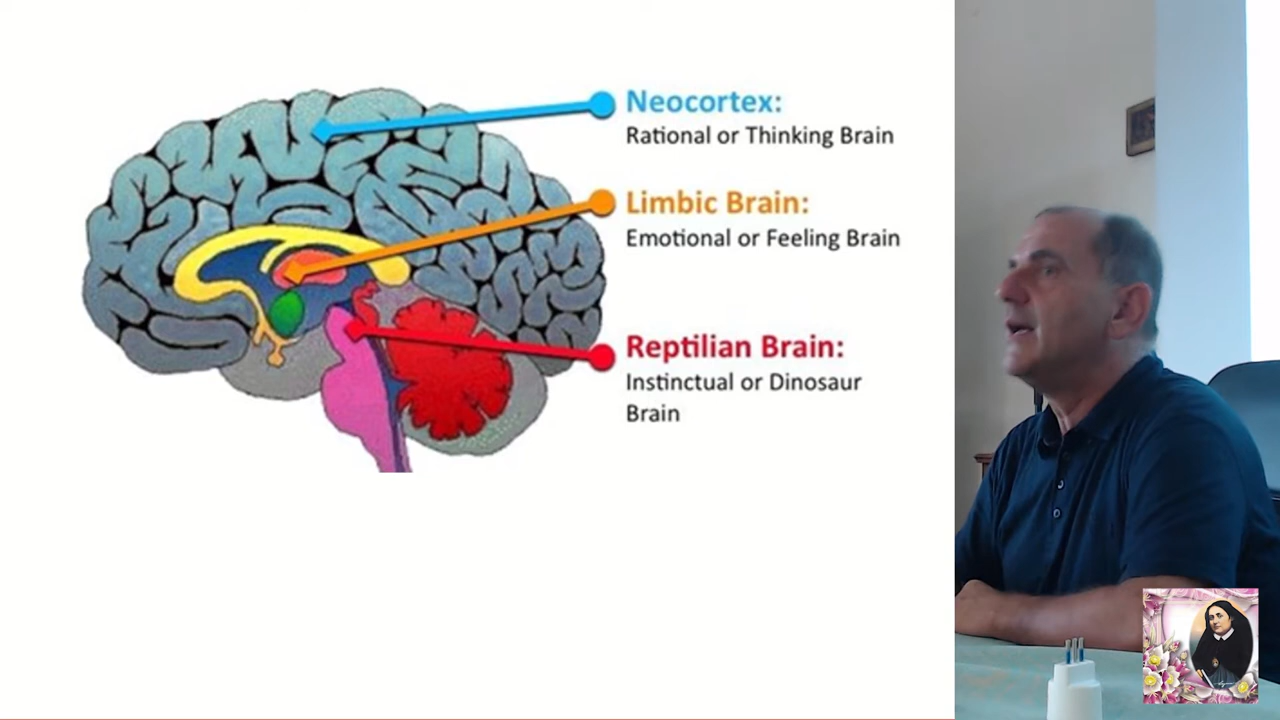 Neocortex:
Rational or Thinking Brain
Limbic Brain:
Emotional or Feeling Brain
Reptilian Brain:
Instinctual or Dinosaur
Brain